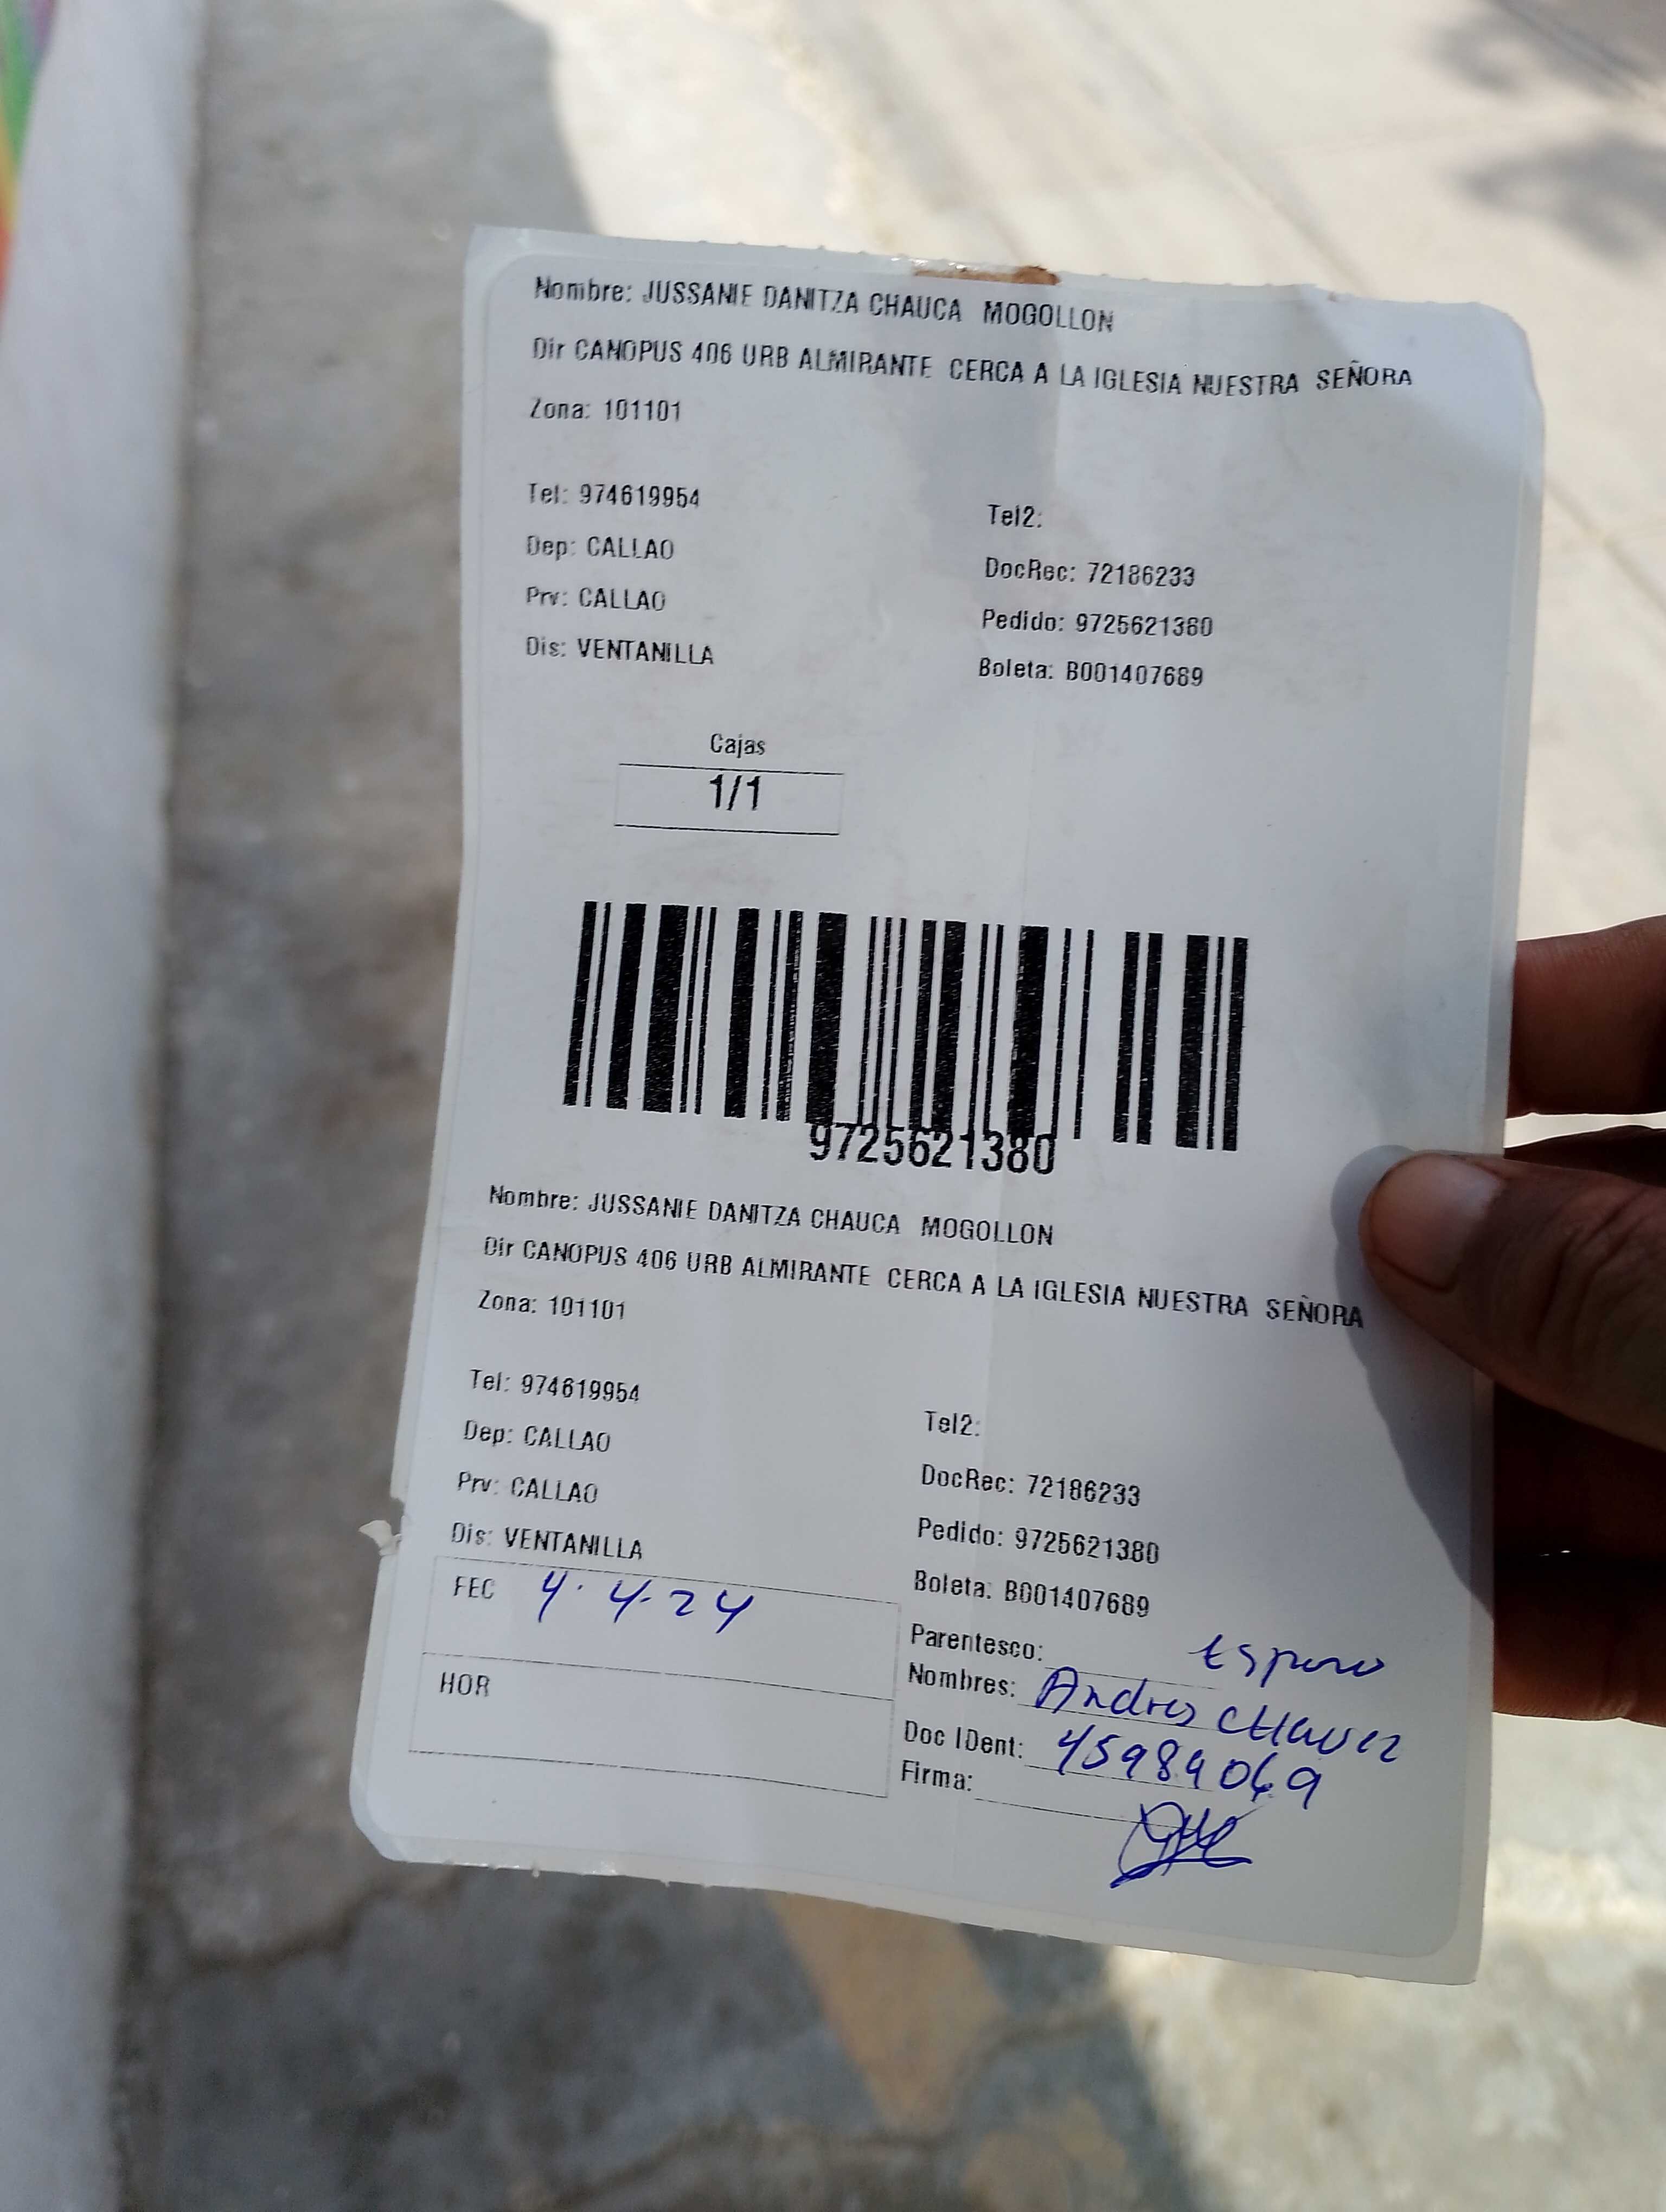 Nombre: JUSSANIE DANITZA CHAUCA MOGOLLON
Dir CANOPUS 406 URB ALMIRANTE CERCA A LA IGLESIA NUESTRA SEÑORA
Zona: 101101
Tel: 974619954 Tel2:
Dep: CALLAO DocRec: 72186233
Prv: CALLAO Pedido: 9725621380
Dis: VENTANILLA Boleta: B001407689
Cajas
1/1
9725621380
Nombre: JUSSANIE DANITZA CHAUCA MOGOLLON
Dir CANOPUS 406 URB ALMIRANTE CERCA A LA IGLESIA NUESTRA SEÑORA
Zona: 101101
Tel: 974619954 Tel2:
Dep: CALLAO DocRec: 72186233
Prv: CALLAO Pedido: 9725621380
Dis: VENTANILLA Boleta: B001407689
FEC 4.4.24
HOR
Parentesco: Esposo
Nombres: Andres CHavez
Doc IDent: 45984069
Firma: